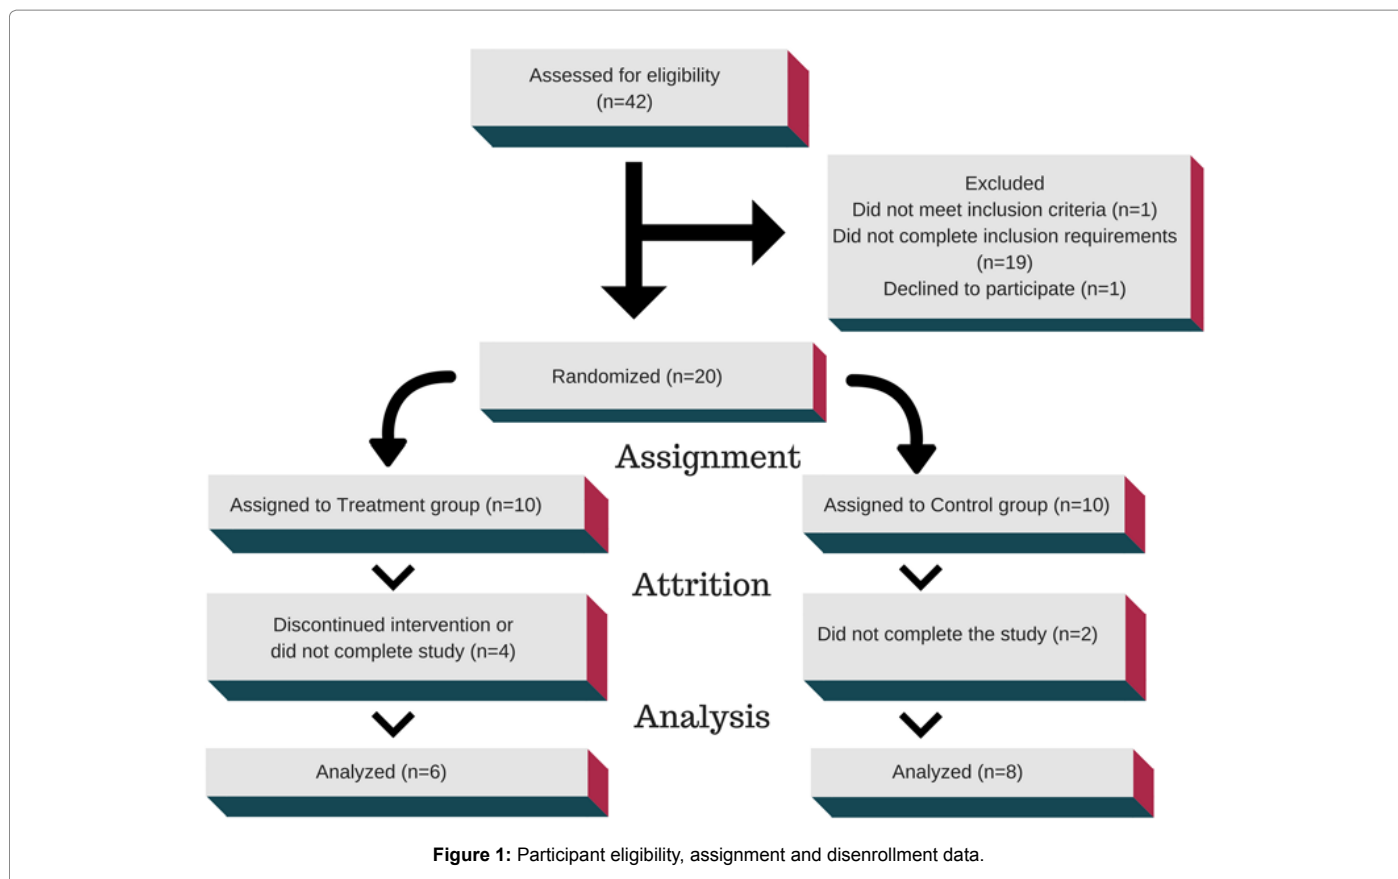 Assessed for eligibility
(n=42)
Excluded
Did not meet inclusion criteria (n=1)
Did not complete inclusion requirements
(n=19)
Declined to participate (n=1)
Randomized (n=20)
Assignment
Assigned to Treatment group (n=10)
Assigned to Control group (n=10)
Attrition
Discontinued intervention or
did not complete study (n=4)
Did not complete the study (n=2)
Analysis
Analyzed (n=6)
Analyzed (n=8)
Figure 1: Participant eligibility, assignment and disenrollment data.